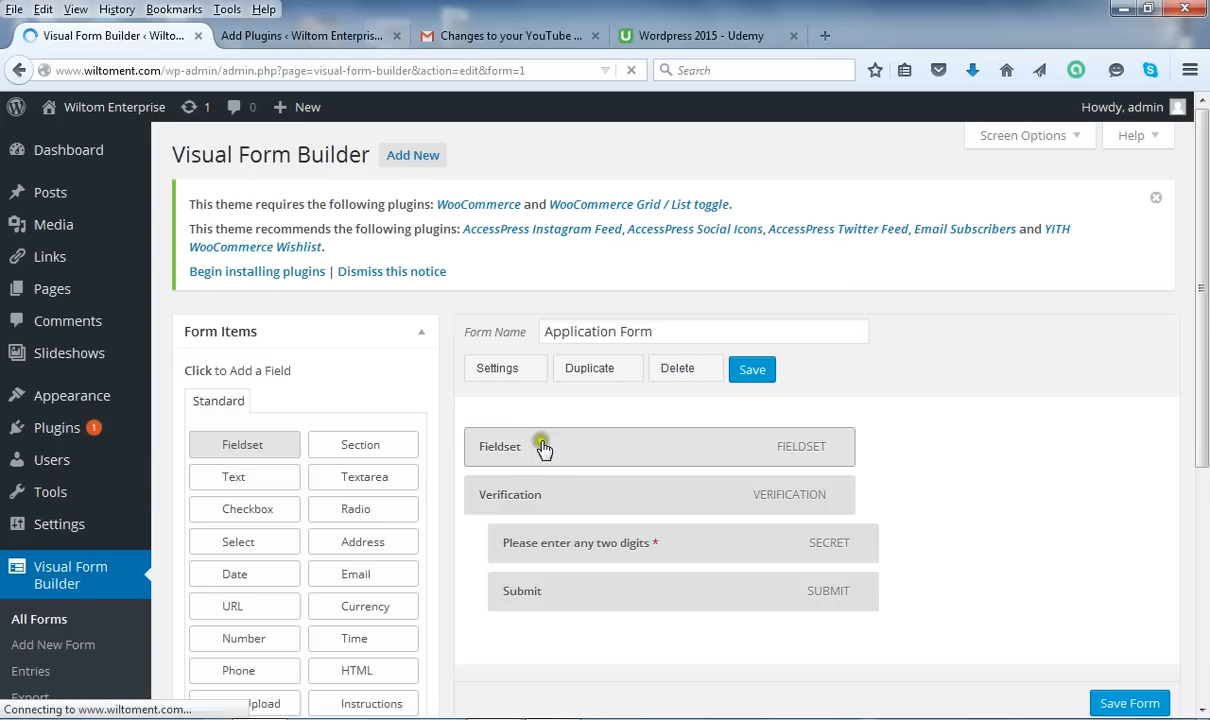 File Edit View History Bookmarks Tools Help
Visual Form Builder ‹ Wilto... Add Plugins ‹ Wiltom Enterpris... Changes to your YouTube ... Wordpress 2015 - Udemy
www.wiltoment.com/wp-admin/admin.php?page=visual-form-builder&action=edit&form=1 Search
Wiltom Enterprise 1 0 New Howdy, admin
Screen Options Help
Dashboard
Posts
Media
Links
Pages
Comments
Slideshows
Appearance
Plugins 1
Users
Tools
Settings
Visual Form
Builder
All Forms
Add New Form
Entries
Export
Visual Form Builder Add New
This theme requires the following plugins: WooCommerce and WooCommerce Grid / List toggle.
This theme recommends the following plugins: AccessPress Instagram Feed, AccessPress Social Icons, AccessPress Twitter Feed, Email Subscribers and YITH
WooCommerce Wishlist.
Begin installing plugins | Dismiss this notice
Form Items
Click to Add a Field
Standard
Fieldset Section
Text Textarea
Checkbox Radio
Select Address
Date Email
URL Currency
Number Time
Phone HTML
pload Instructions
Form Name Application Form
Settings Duplicate Delete Save
Fieldset FIELDSET
Verification VERIFICATION
Please enter any two digits * SECRET
Submit SUBMIT
Save Form
Connecting to www.wiltoment.com...